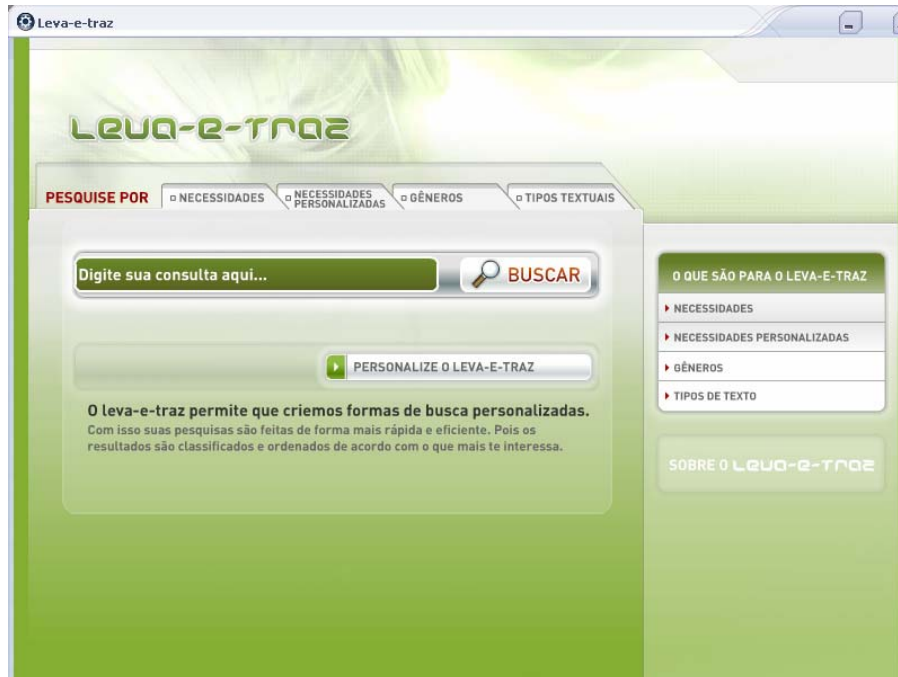 Leva-e-traz
Leva-e-Traz
PESQUISE POR
NECESSIDADES
NECESSIDADES
PERSONALIZADAS
GÊNEROS
TIPOS TEXTUAIS
Digite sua consulta aqui...
BUSCAR
PERSONALIZE O LEVA-E-TRAZ
O leva-e-traz permite que criemos formas de busca personalizadas.
Com isso suas pesquisas são feitas de forma mais rápida e eficiente. Pois os
resultados são classificados e ordenados de acordo com o que mais te interessa.
O QUE SÃO PARA O LEVA-E-TRAZ
NECESSIDADES
NECESSIDADES PERSONALIZADAS
GÊNEROS
TIPOS DE TEXTO
SOBRE O Leva-e-Traz